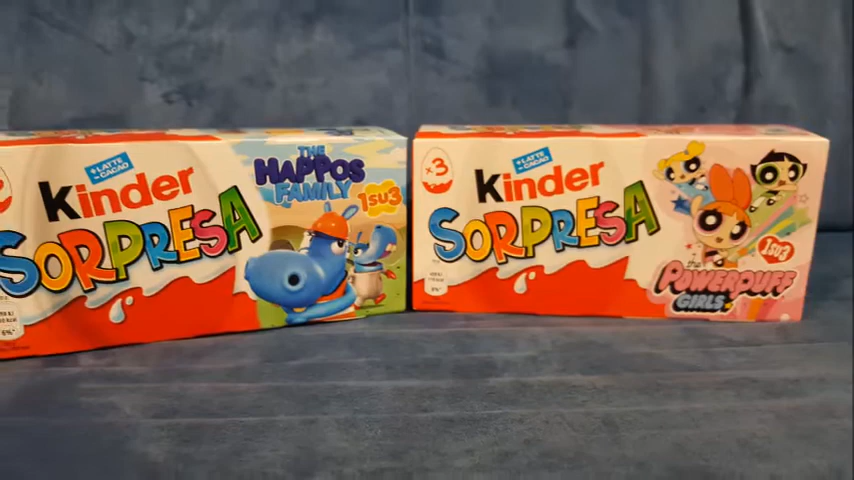 +LATTE
-CACAO
Kinder
SORPRESA
THE
HAPPOS
FAMILY
1su3
×3
+LATTE
-CACAO
Kinder
SORPRESA
1su3
the
POWERPUFF
GIRLS